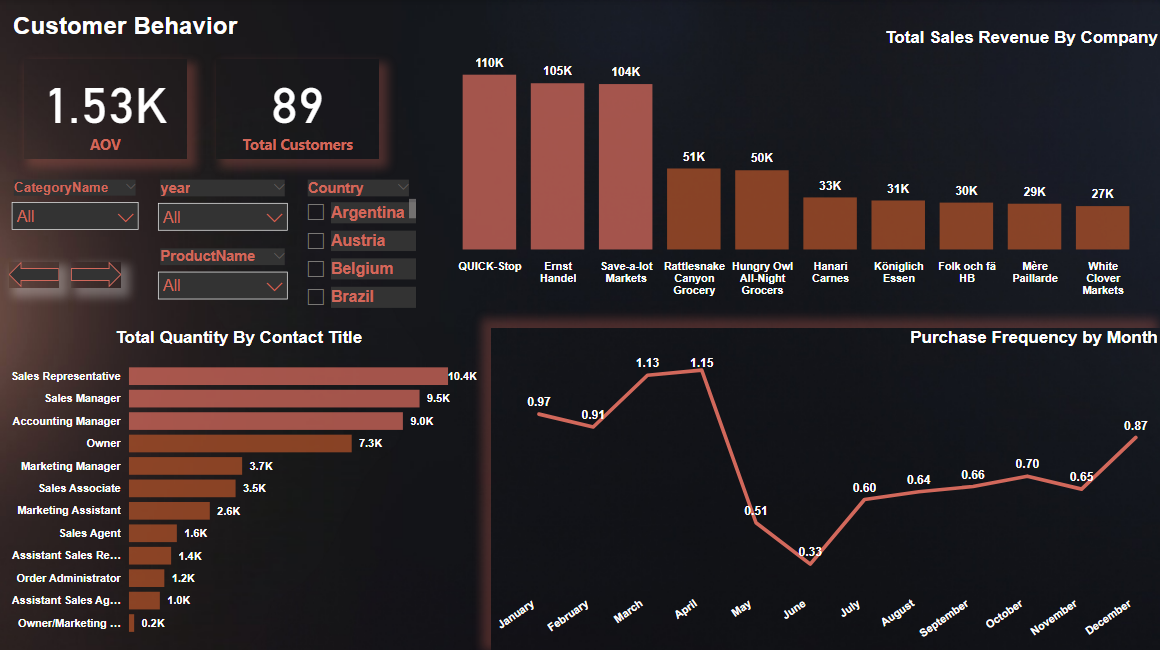 Customer Behavior
1.53K
AOV
89
Total Customers
CategoryName
All
year
All
ProductName
All
Country
Argentina
Austria
Belgium
Brazil
Total Sales Revenue By Company
110K
105K
104K
51K
50K
33K
31K
30K
29K
27K
QUICK-Stop
Ernst
Handel
Save-a-lot
Markets
Rattlesnake
Canyon
Grocery
Hungry Owl
All-Night
Grocers
Hanari
Carnes
Königlich
Essen
Folk och fä
HB
Mère
Paillarde
White
Clover
Markets
Total Quantity By Contact Title
Sales Representative 10.4K
Sales Manager 9.5K
Accounting Manager 9.0K
Owner 7.3K
Marketing Manager 3.7K
Sales Associate 3.5K
Marketing Assistant 2.6K
Sales Agent 1.6K
Assistant Sales Re... 1.4K
Order Administrator 1.2K
Assistant Sales Ag... 1.0K
Owner/Marketing ... 0.2K
Purchase Frequency by Month
0.97
0.91
1.13
1.15
0.51
0.33
0.60
0.64
0.66
0.70
0.65
0.87
January
February
March
April
May
June
July
August
September
October
November
December